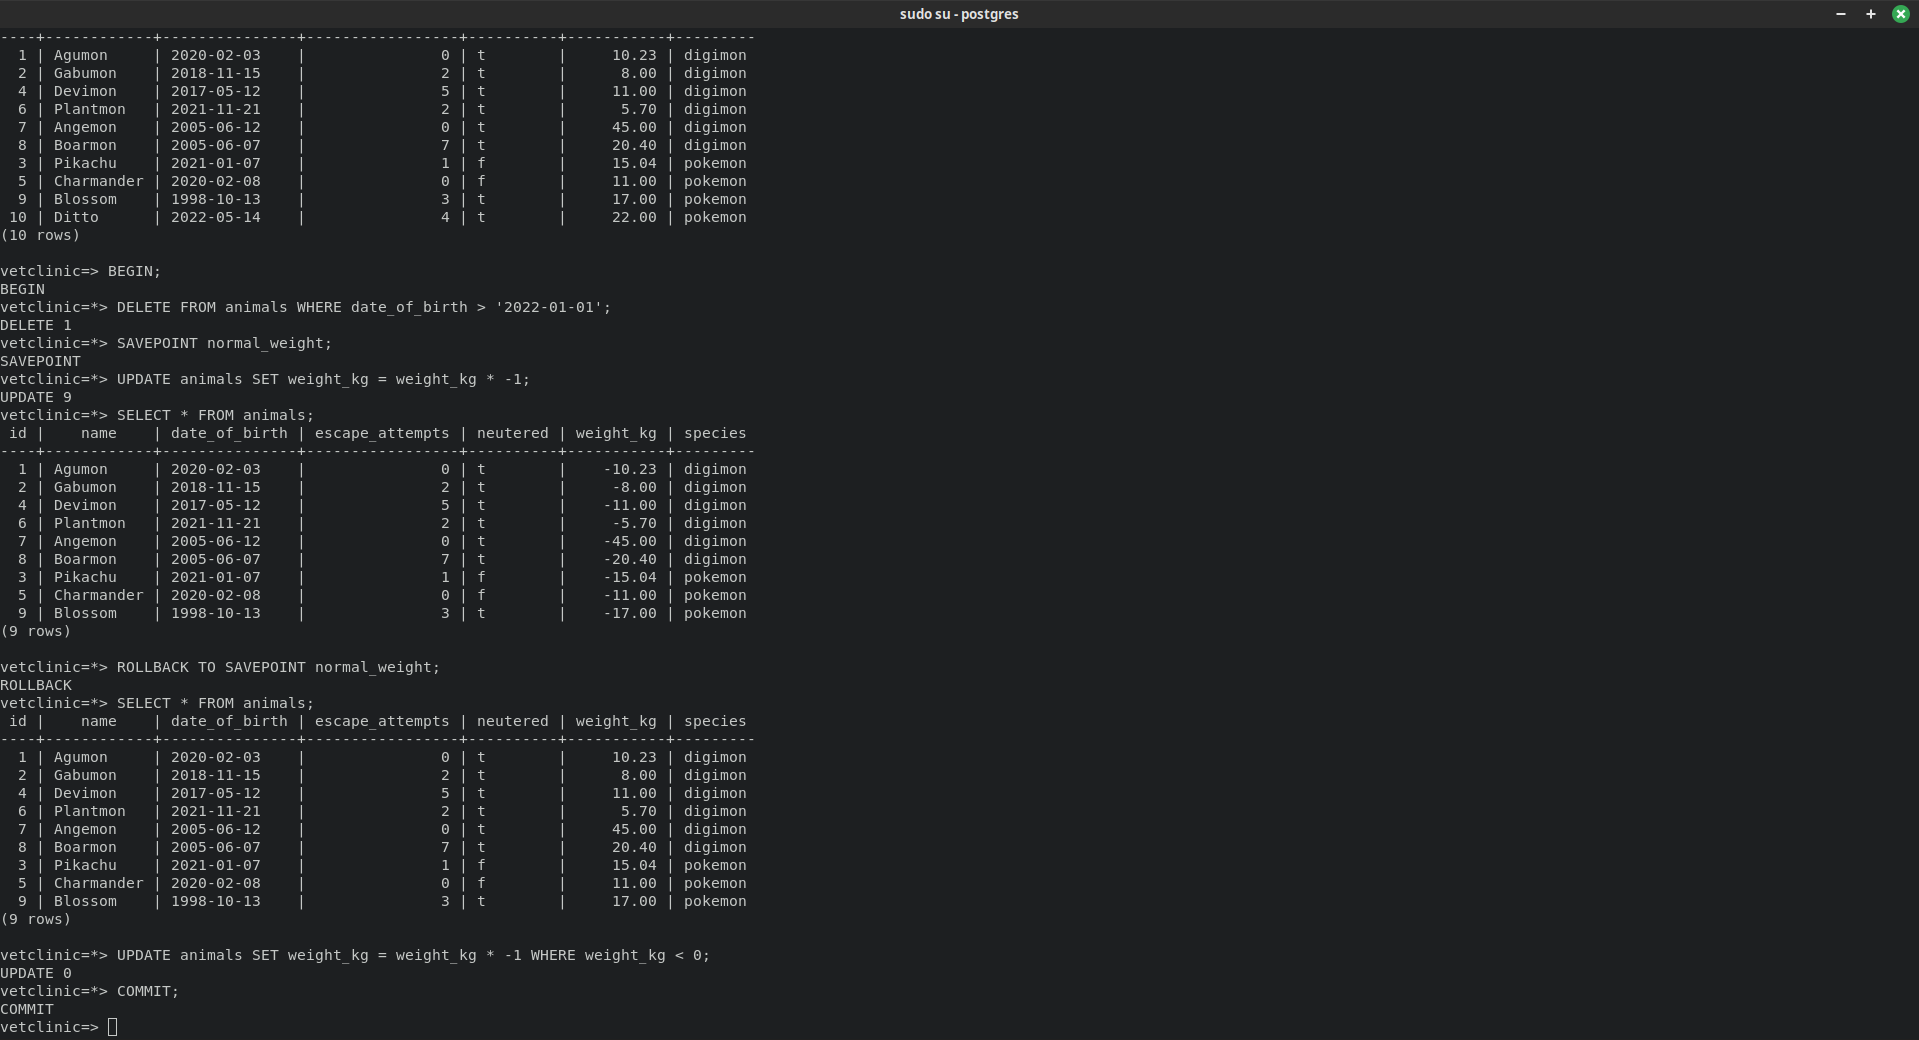 sudo su - postgres
----+------------+---------------+-----------------+----------+-----------+---------
  1 | Agumon     | 2020-02-03    |               0 | t        |     10.23 | digimon
  2 | Gabumon    | 2018-11-15    |               2 | t        |      8.00 | digimon
  4 | Devimon    | 2017-05-12    |               5 | t        |     11.00 | digimon
  6 | Plantmon   | 2021-11-21    |               2 | t        |      5.70 | digimon
  7 | Angemon    | 2005-06-12    |               0 | t        |     45.00 | digimon
  8 | Boarmon    | 2005-06-07    |               7 | t        |     20.40 | digimon
  3 | Pikachu    | 2021-01-07    |               1 | f        |     15.04 | pokemon
  5 | Charmander | 2020-02-08    |               0 | f        |     11.00 | pokemon
  9 | Blossom    | 1998-10-13    |               3 | t        |     17.00 | pokemon
 10 | Ditto      | 2022-05-14    |               4 | t        |     22.00 | pokemon
(10 rows)

vetclinic=> BEGIN;
BEGIN
vetclinic=*> DELETE FROM animals WHERE date_of_birth > '2022-01-01';
DELETE 1
vetclinic=*> SAVEPOINT normal_weight;
SAVEPOINT
vetclinic=*> UPDATE animals SET weight_kg = weight_kg * -1;
UPDATE 9
vetclinic=*> SELECT * FROM animals;
 id |    name    | date_of_birth | escape_attempts | neutered | weight_kg | species
----+------------+---------------+-----------------+----------+-----------+---------
  1 | Agumon     | 2020-02-03    |               0 | t        |    -10.23 | digimon
  2 | Gabumon    | 2018-11-15    |               2 | t        |     -8.00 | digimon
  4 | Devimon    | 2017-05-12    |               5 | t        |    -11.00 | digimon
  6 | Plantmon   | 2021-11-21    |               2 | t        |     -5.70 | digimon
  7 | Angemon    | 2005-06-12    |               0 | t        |    -45.00 | digimon
  8 | Boarmon    | 2005-06-07    |               7 | t        |    -20.40 | digimon
  3 | Pikachu    | 2021-01-07    |               1 | f        |    -15.04 | pokemon
  5 | Charmander | 2020-02-08    |               0 | f        |    -11.00 | pokemon
  9 | Blossom    | 1998-10-13    |               3 | t        |    -17.00 | pokemon
(9 rows)

vetclinic=*> ROLLBACK TO SAVEPOINT normal_weight;
ROLLBACK
vetclinic=*> SELECT * FROM animals;
 id |    name    | date_of_birth | escape_attempts | neutered | weight_kg | species
----+------------+---------------+-----------------+----------+-----------+---------
  1 | Agumon     | 2020-02-03    |               0 | t        |     10.23 | digimon
  2 | Gabumon    | 2018-11-15    |               2 | t        |      8.00 | digimon
  4 | Devimon    | 2017-05-12    |               5 | t        |     11.00 | digimon
  6 | Plantmon   | 2021-11-21    |               2 | t        |      5.70 | digimon
  7 | Angemon    | 2005-06-12    |               0 | t        |     45.00 | digimon
  8 | Boarmon    | 2005-06-07    |               7 | t        |     20.40 | digimon
  3 | Pikachu    | 2021-01-07    |               1 | f        |     15.04 | pokemon
  5 | Charmander | 2020-02-08    |               0 | f        |     11.00 | pokemon
  9 | Blossom    | 1998-10-13    |               3 | t        |     17.00 | pokemon
(9 rows)

vetclinic=*> UPDATE animals SET weight_kg = weight_kg * -1 WHERE weight_kg < 0;
UPDATE 0
vetclinic=*> COMMIT;
COMMIT
vetclinic=>